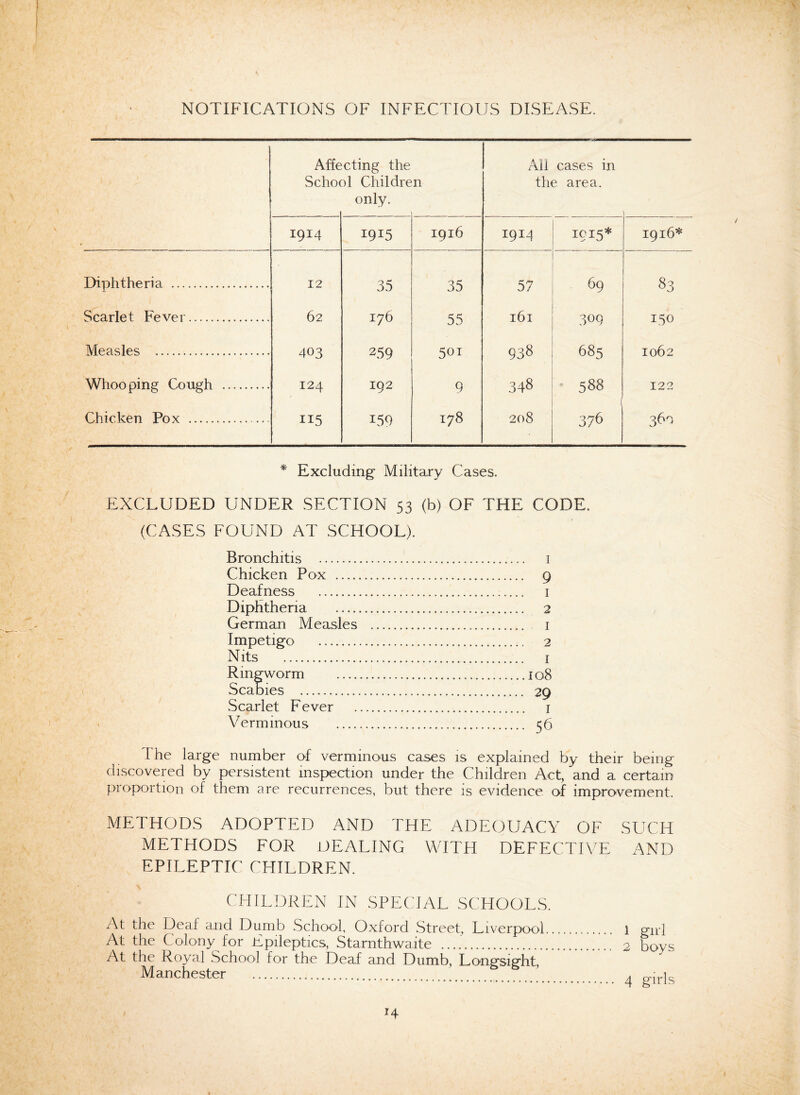 NOTIFICATIONS OF INFECTIOUS DISEASE.
Affecting the School Children only. All cases in the area.
1914 1915 1916 1914 1915* 1916*
Diphtheria .................... 12 35 35 57 69 83
Scarlet Fever................ 62 176 55 161 309 150
Measles ...................... 403 259 501 938 685 1062
Whooping Cough ......... 124 192 9 348 588 122
Chicken Pox ................ 115 159 178 208 376 360
* Excluding Military Cases.
EXCLUDED UNDER SECTION 53 (b) OF THE CODE.
(CASES FOUND AT SCHOOL).
Bronchitis .................................... 1
Chicken Pox .................................. 9
Deafness .................................... 1
Diphtheria .................................. 2
German Measles ............................ 1
Impetigo .................................... 2
Nits ........................................ 1
Ringworm ..................................108
Scabies ...................................... 29
Scarlet Fever .............................. 1
Verminous .................................. 56
The large number of verminous cases is explained by their being
discovered by persistent inspection under the Children Act, and a certain
proportion of them are recurrences, but there is evidence of improvement.
METHODS ADOPTED AND THE ADEQUACY OF SUCH
METHODS FOR DEALING WITH DEFECTIVE AND
EPILEPTIC CHILDREN.
CHILDREN IN SPECIAL SCHOOLS.
At the Deaf and Dumb School, Oxford Street, Liverpool............ 1 girl
At the Colony for Epileptics, Starnthwaite .............................. 2 boys
At the Royal School for the Deaf and Dumb, Longsight,
Manchester .............................................................. 4 girls
14